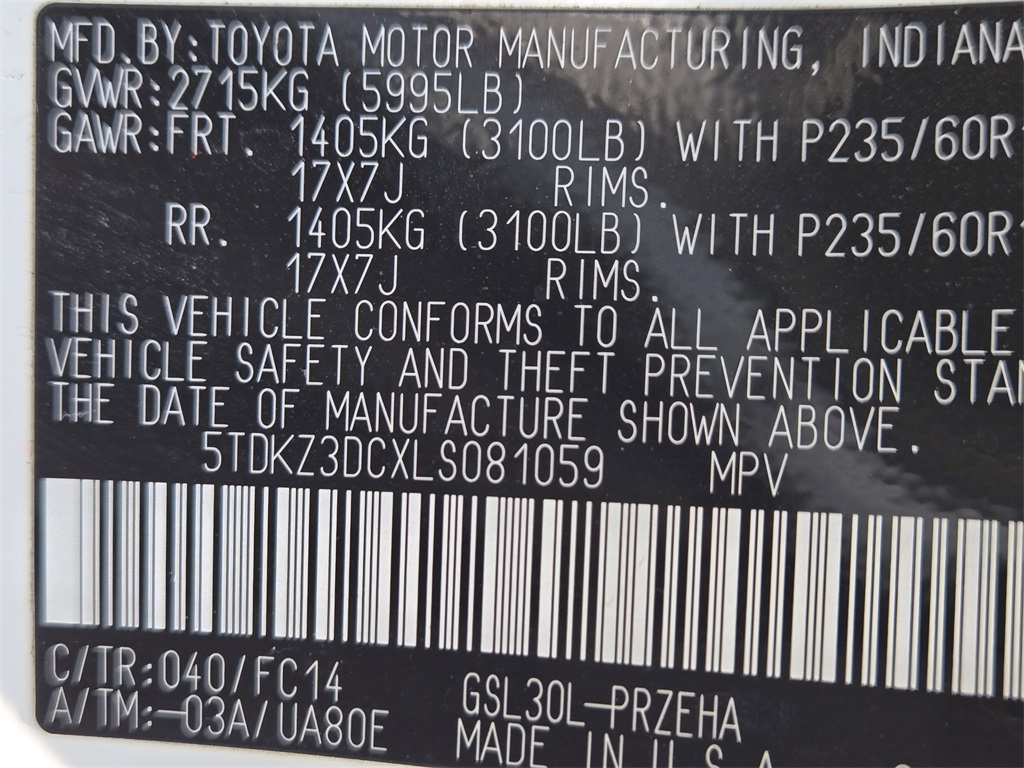 MFD.BY:TOYOTA MOTOR MANUFACTURING, INDIANA
GVWR:2715KG (5995LB)
GAWR:FRT. 1405KG (3100LB) WITH P235/60R
17X7J RIMS.
RR. 1405KG (3100LB) WITH P235/60R
17X7J RIMS.
THIS VEHICLE CONFORMS TO ALL APPLICABLE
VEHICLE SAFETY AND THEFT PREVENTION STAN
THE DATE OF MANUFACTURE SHOWN ABOVE.
5TDKZ3DCXLS081059 MPV
C/TR:040/FC14
A/TM:-03A/UA80E
GSL30L-PRZEHA
MADE IN U.S.A.